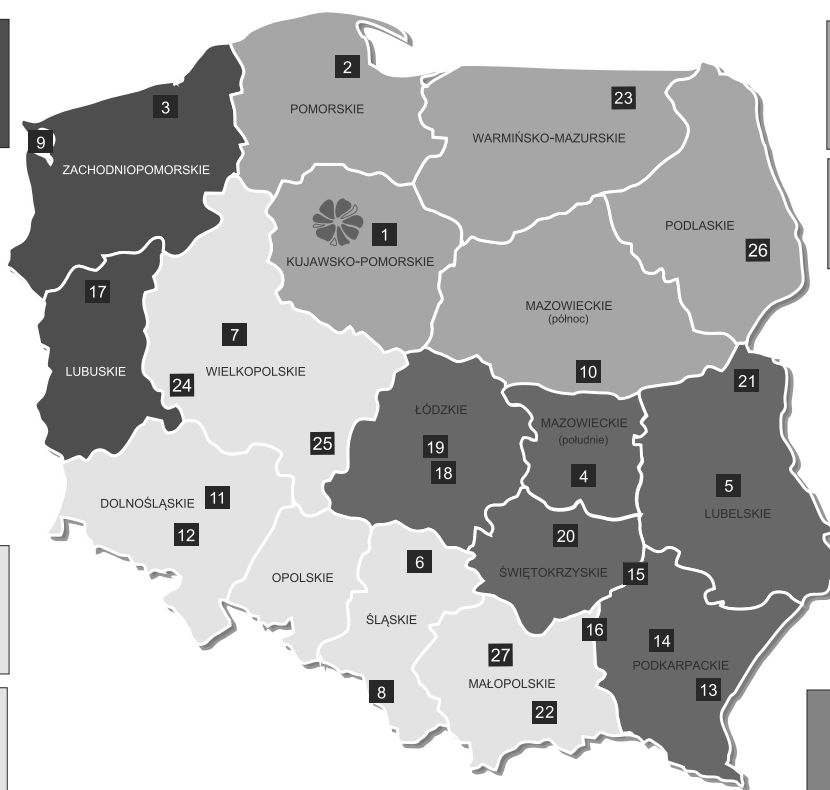 2
POMORSKIE
3
9
ZACHODNIOPOMORSKIE
23
WARMIŃSKO-MAZURSKIE
1
KUJAWSKO-POMORSKIE
PODLASKIE
26
17
LUBUSKIE
7
WIELKOPOLSKIE
24
25
MAZOWIECKIE
(północ)
10
ŁÓDZKIE
19
18
MAZOWIECKIE
(południe)
4
21
5
LUBELSKIE
DOLNOŚLĄSKIE
11
12
OPOLSKIE
6
ŚLĄSKIE
8
20
ŚWIĘTOKRZYSKIE
15
16
27
MAŁOPOLSKIE
22
14
PODKARPACKIE
13